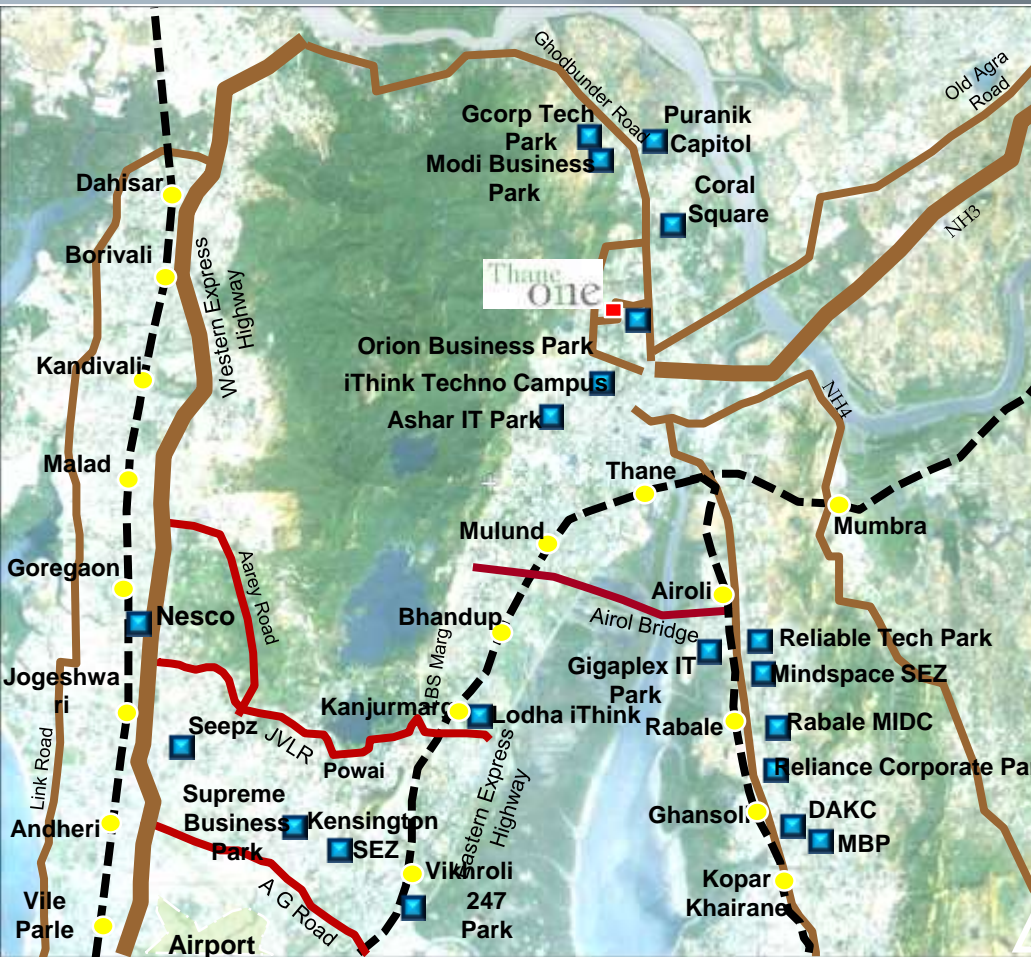 Ghodbunder Road
Old Agra
Road
Gcorp Tech
Park
Puranik
Capitol
Modi Business
Park
Dahisar
Coral
Square
NH3
Borivali
Western Express
Highway
Thane
one
Orion Business Park
Kandivali
iThink Techno Campus
NH4
Ashar IT Park
Malad
Thane
Mulund
Mumbra
Goregaon
Aarey Road
Airoli
Nesco
Bhandup
Airol Bridge
Reliable Tech Park
Gigaplex IT
Park
Mindspace SEZ
Jogeshwa
ri
BS Marg
Kanjurmarg
Lodha iThink
Rabale
Rabale MIDC
Seepz
JVLR
Powai
Reliance Corporate Pa
Link Road
Eastern Express
Highway
Supreme
Business
Park
Kensington
SEZ
Ghansoli
DAKC
MBP
Andheri
Vikhroli
247
Park
Kopar
Khairane
A G Road
Vile
Parle
Airport